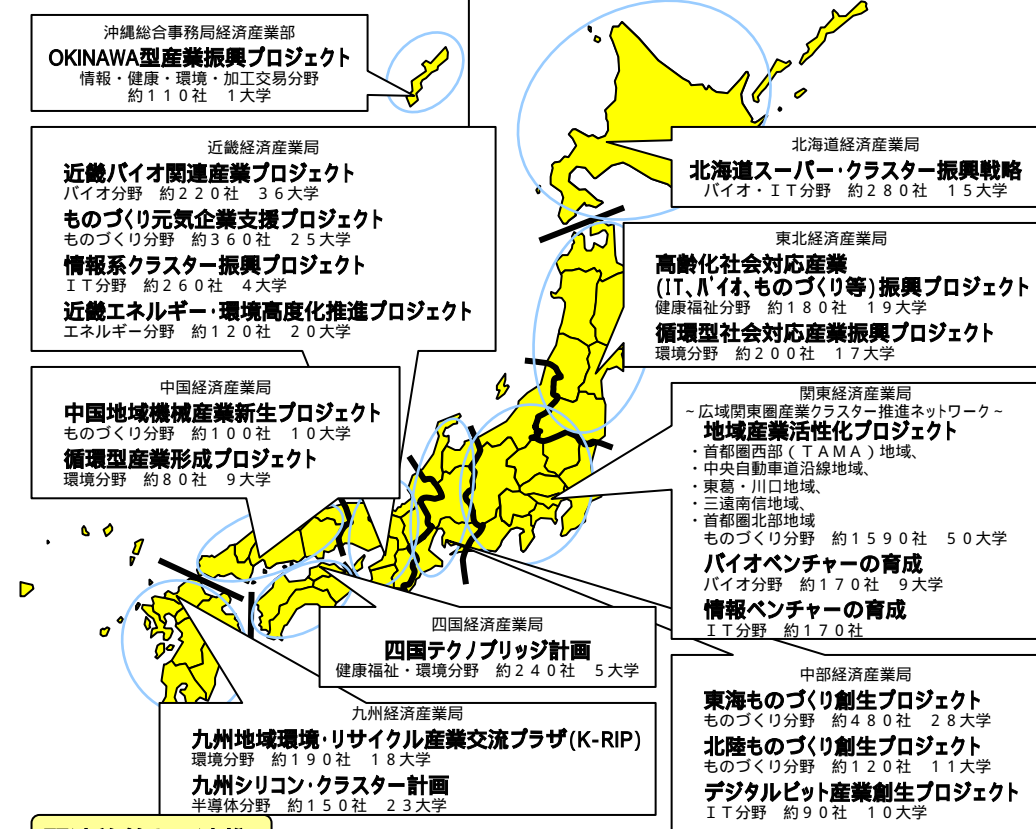 沖縄総合事務局経済産業部
OKINAWA型産業振興プロジェクト
情報・健康・環境・加工交易分野
約110社 1大学
近畿経済産業局
近畿バイオ関連産業プロジェクト
バイオ分野 約220社 36大学
ものづくり元気企業支援プロジェクト
ものづくり分野 約360社 25大学
情報系クラスター振興プロジェクト
IT分野 約260社 4大学
近畿エネルギー・環境高度化推進プロジェクト
エネルギー分野 約120社 20大学
中国経済産業局
中国地域機械産業新生プロジェクト
ものづくり分野 約100社 10大学
循環型産業形成プロジェクト
環境分野 約80社 9大学
北海道経済産業局
北海道スーパー・クラスター振興戦略
バイオ・IT分野 約280社 15大学
東北経済産業局
高齢化社会対応産業
(IT、バイオ、ものづくり等)振興プロジェクト
健康福祉分野 約180社 19大学
循環型社会対応産業振興プロジェクト
環境分野 約200社 17大学
関東経済産業局
~広域関東圏産業クラスター推進ネットワーク~
地域産業活性化プロジェクト
・首都圏西部(TAMA)地域、
・中央自動車道沿線地域、
・東葛・川口地域、
・三遠南信地域、
・首都圏北部地域
ものづくり分野 約1590社 50大学
バイオベンチャーの育成
バイオ分野 約170社 9大学
情報ベンチャーの育成
IT分野 約170社
四国経済産業局
四国テクノブリッジ計画
健康福祉・環境分野 約240社 5大学
九州経済産業局
九州地域環境・リサイクル産業交流プラザ(K-RIP)
環境分野 約190社 18大学
九州シリコン・クラスター計画
半導体分野 約150社 23大学
中部経済産業局
東海ものづくり創生プロジェクト
ものづくり分野 約480社 28大学
北陸ものづくり創生プロジェクト
ものづくり分野 約120社 11大学
デジタルビット産業創生プロジェクト
IT分野 約90社 10大学